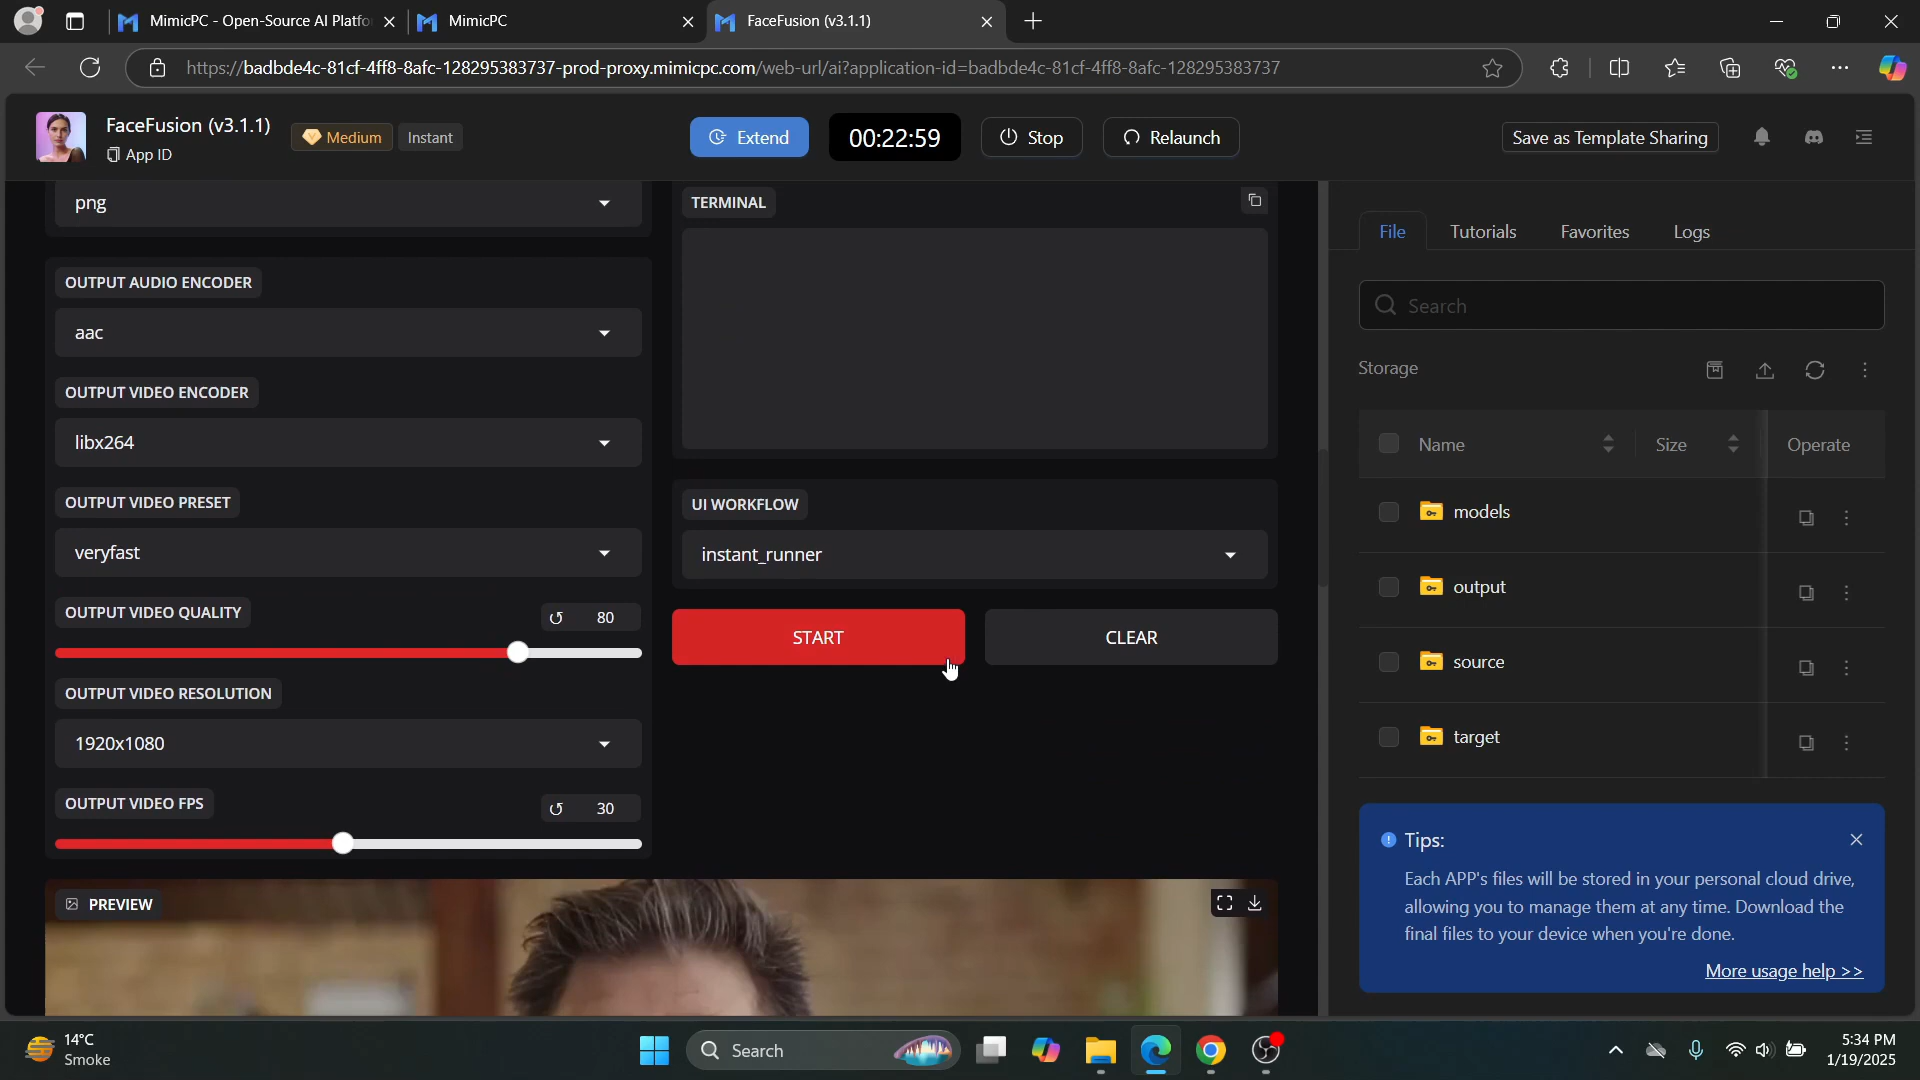 MimicPC - Open-Source AI Platfo
MimicPC
FaceFusion (v3.1.1)
https://badbde4c-81cf-4ff8-8afc-128295383737-prod-proxy.mimicpc.com/web-url/ai?application-id=badbde4c-81cf-4ff8-8afc-128295383737
FaceFusion (v3.1.1)
App ID
Medium
Instant
Extend
00:22:59
Stop
Relaunch
Save as Template Sharing
png
OUTPUT AUDIO ENCODER
aac
OUTPUT VIDEO ENCODER
libx264
OUTPUT VIDEO PRESET
veryfast
OUTPUT VIDEO QUALITY
80
OUTPUT VIDEO RESOLUTION
1920x1080
OUTPUT VIDEO FPS
30
PREVIEW
TERMINAL
UI WORKFLOW
instant_runner
START
CLEAR
File
Tutorials
Favorites
Logs
Search
Storage
Name
Size
Operate
models
output
source
target
Tips:
Each APP's files will be stored in your personal cloud drive,
allowing you to manage them at any time. Download the
final files to your device when you're done.
More usage help >>
14°C
Smoke
Search
5:34 PM
1/19/2025